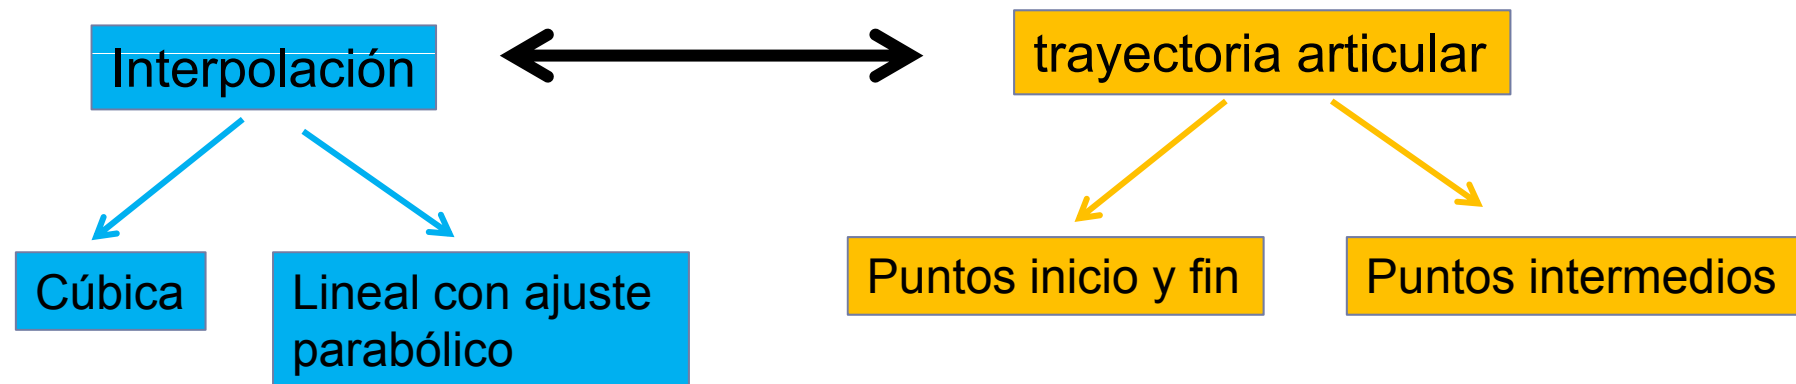 Interpolación
trayectoria articular
Cúbica
Lineal con ajuste
parabólico
Puntos inicio y fin
Puntos intermedios